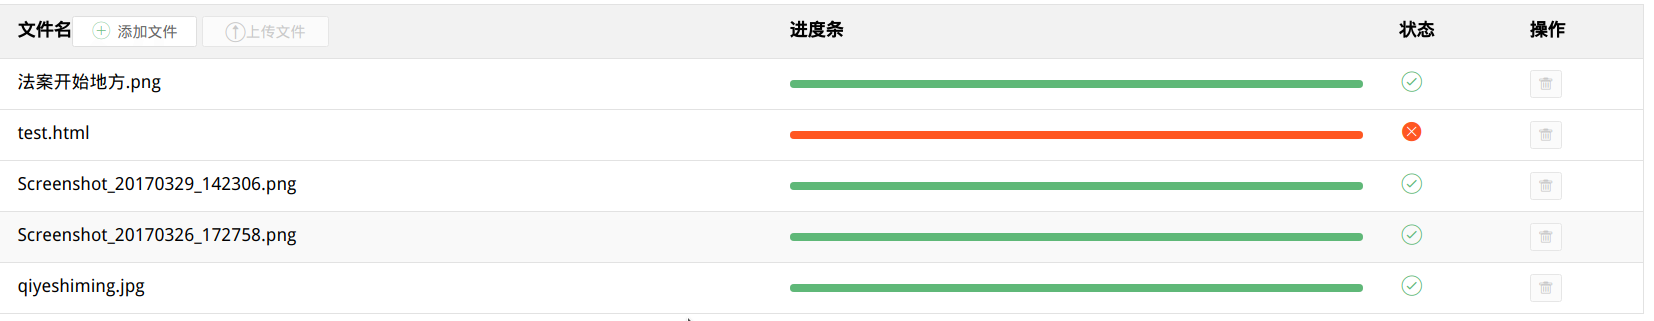 文件名 添加文件 上传文件 进度条 状态 操作
法案开始地方.png
test.html
Screenshot_20170329_142306.png
Screenshot_20170326_172758.png
qiyeshiming.jpg